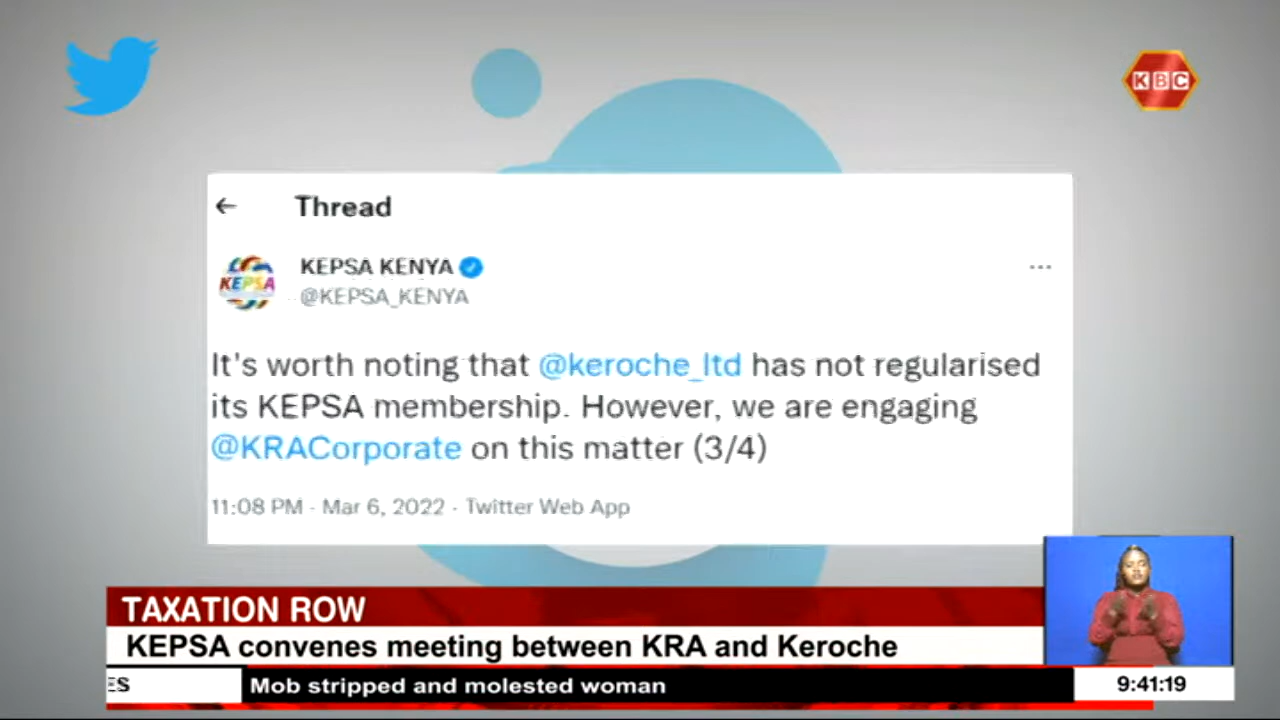 KBC
← Thread
KEPSA KENYA
KEPSA
@KEPSA_KENYA
...
It's worth noting that @keroche_ltd has not regularised
its KEPSA membership. However, we are engaging
@KRACorporate on this matter (3/4)
11:08 PM · Mar 6, 2022 · Twitter Web App
TAXATION ROW
KEPSA convenes meeting between KRA and Keroche
ES
Mob stripped and molested woman
9:41:19